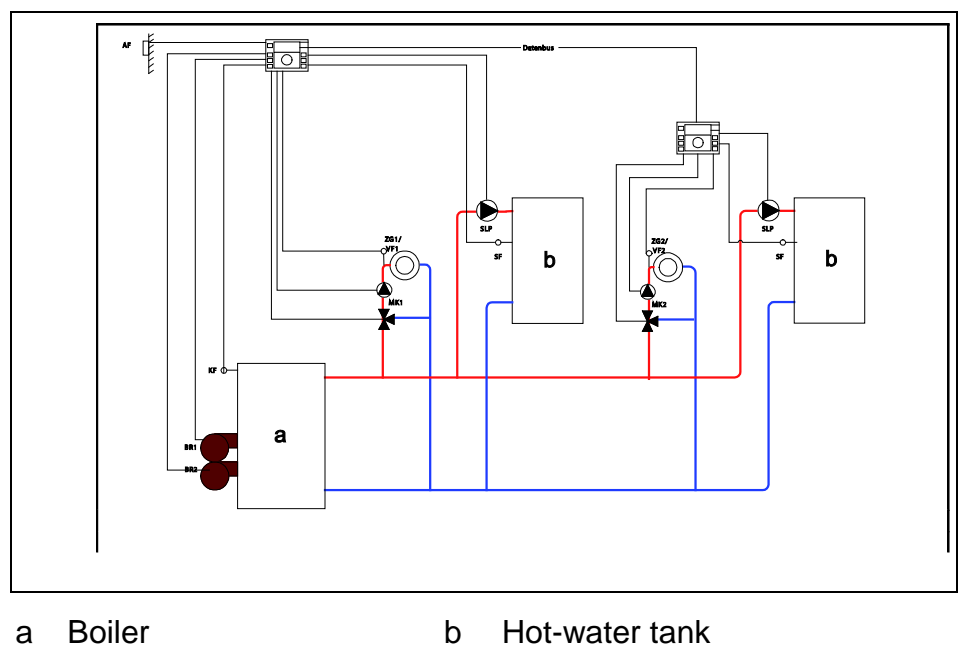 AF
Datenbus
SLP
SLP
ZG1/
VF1
SF
b
ZG2/
VF2
SF
b
MK1
MK2
KF
a
BR1
BR2
a Boiler b Hot-water tank